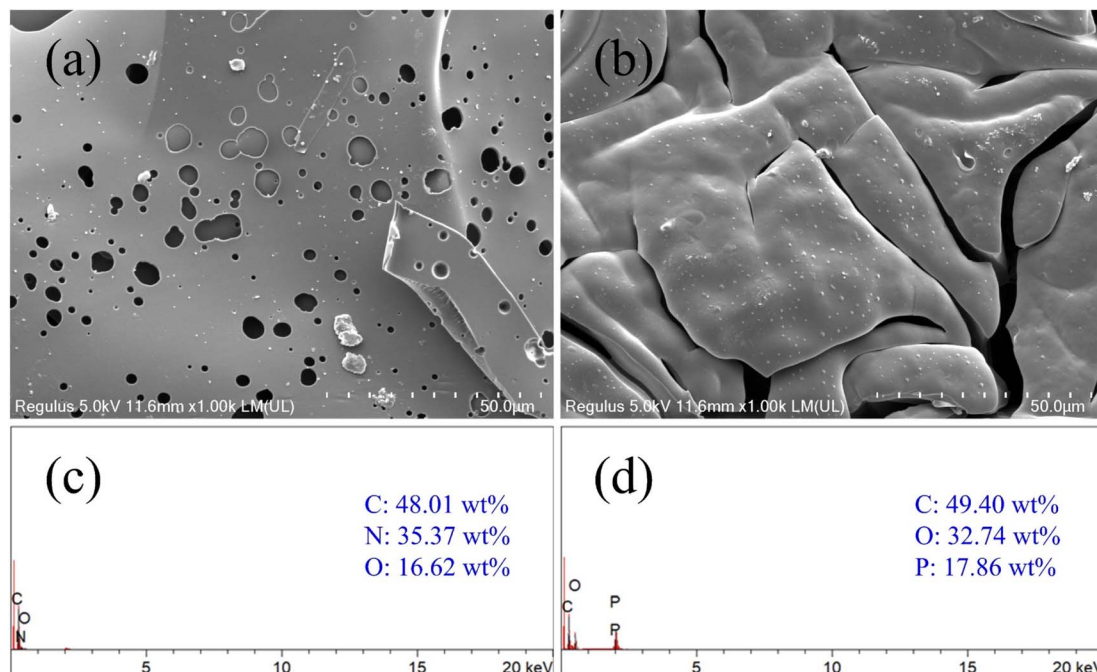 (a)
(b)
Regulus 5.0kV 11.6mm x1.00k LM(UL) 50.0μm
Regulus 5.0kV 11.6mm x1.00k LM(UL) 50.0μm
(c)
C: 48.01 wt%
N: 35.37 wt%
O: 16.62 wt%
C
O
N
5 10 15 20 keV
(d)
C: 49.40 wt%
O: 32.74 wt%
P: 17.86 wt%
O
C
P
P
5 10 15 20 keV